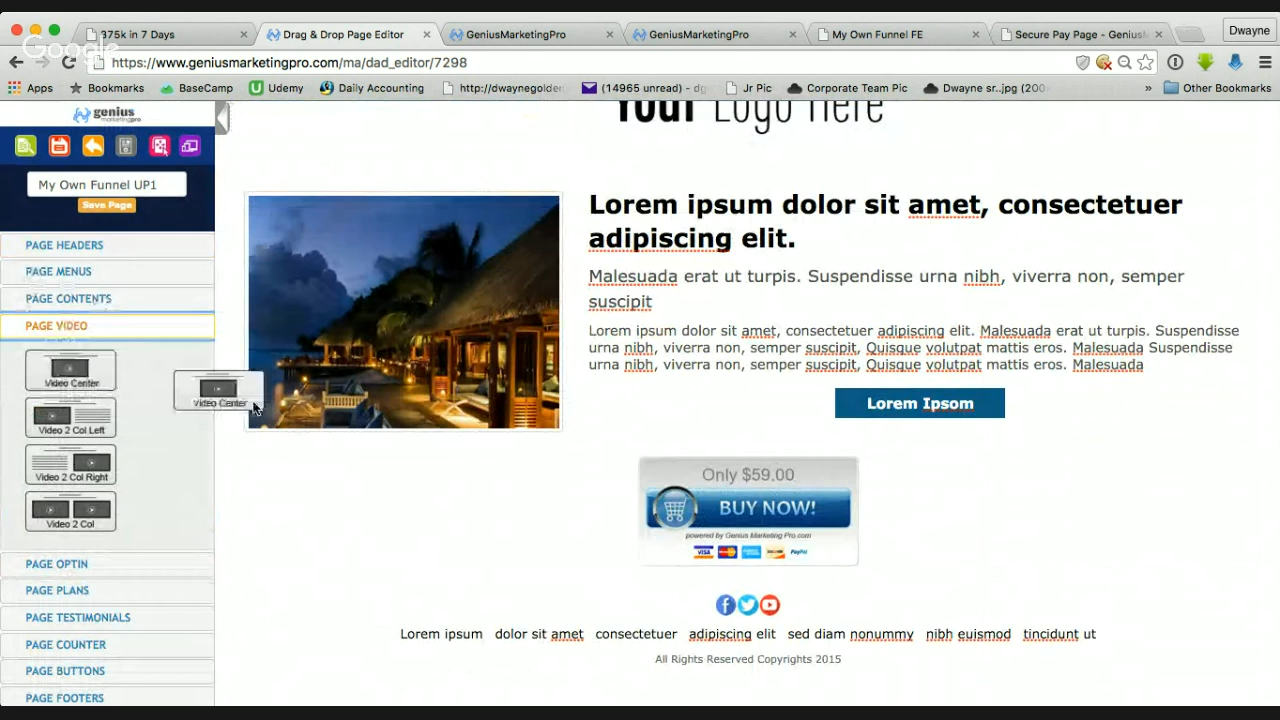 375k in 7 Days
Drag & Drop Page Editor
GeniusMarketingPro
GeniusMarketingPro
My Own Funnel FE
Secure Pay Page - Genius
Dwayne
Google
https://www.geniusmarketingpro.com/ma/dad_editor/7298
Apps
Bookmarks
BaseCamp
Udemy
Daily Accounting
http://dwaynegolden
(14965 unread) - dg
Jr Pic
Corporate Team Pic
Dwayne sr..jpg (200×
»
Other Bookmarks
genius
marketingpro
My Own Funnel UP1
Save Page
PAGE HEADERS
PAGE MENUS
PAGE CONTENTS
PAGE VIDEO
Video Center
Video 2 Col Left
Video 2 Col Right
Video 2 Col
Video Center
PAGE OPTIN
PAGE PLANS
PAGE TESTIMONIALS
PAGE COUNTER
PAGE BUTTONS
PAGE FOOTERS
Your Logo Here
Lorem ipsum dolor sit amet, consectetuer
adipiscing elit.
Malesuada erat ut turpis. Suspendisse urna nibh, viverra non, semper
suscipit
Lorem ipsum dolor sit amet, consectetuer adipiscing elit. Malesuada erat ut turpis. Suspendisse
urna nibh, viverra non, semper suscipit, Quisque volutpat mattis eros. Malesuada Suspendisse
urna nibh, viverra non, semper suscipit, Quisque volutpat mattis eros. Malesuada
Lorem Ipsom
Only $59.00
BUY NOW!
powered by Genius Marketing Pro.com
VISA
PayPal
Lorem ipsum dolor sit amet consectetuer adipiscing elit sed diam nonummy nibh euismod tincidunt ut
All Rights Reserved Copyrights 2015